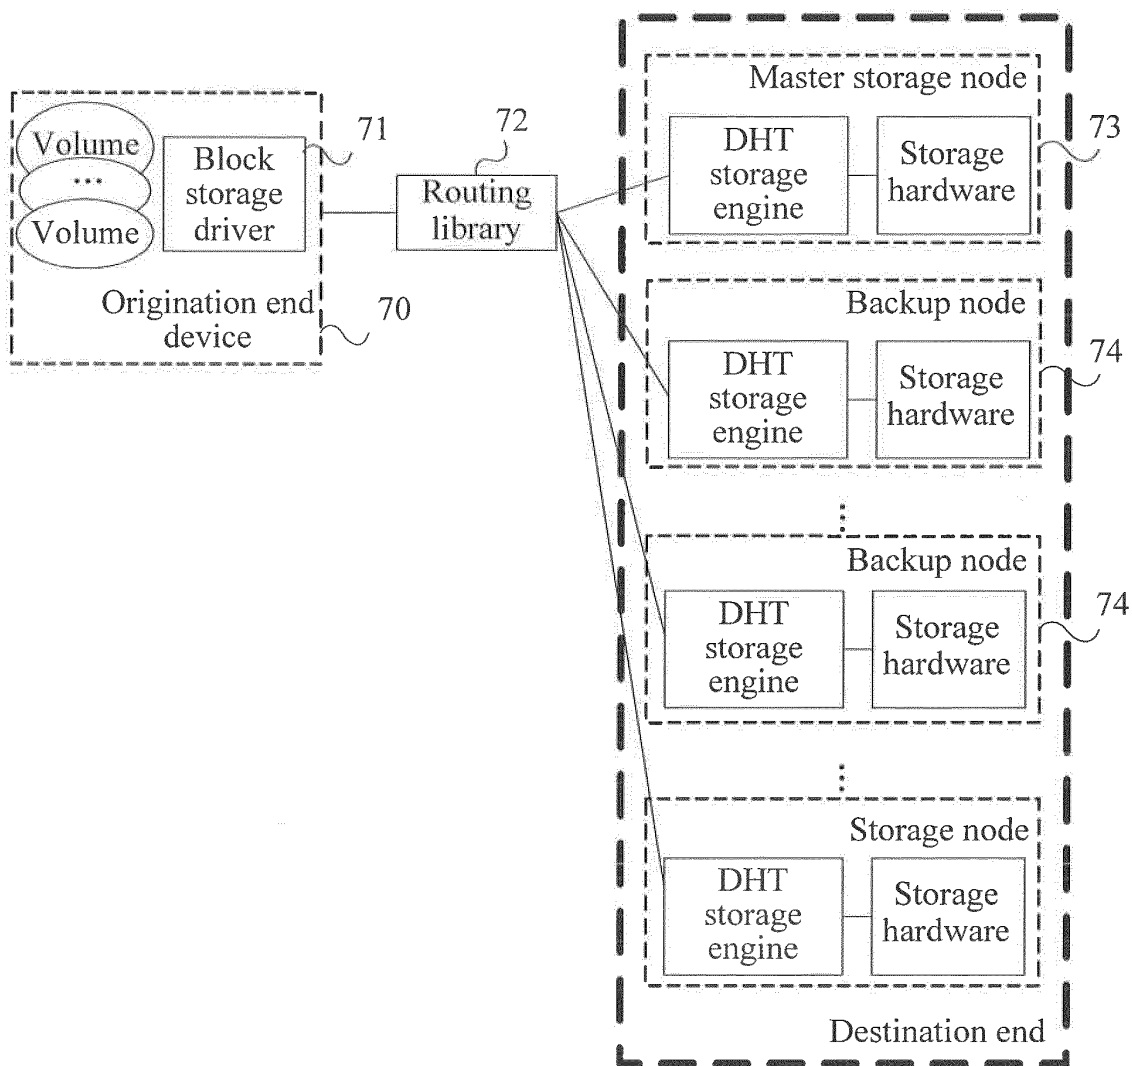 Volume
...
Volume
Block
storage
driver
71
Origination end
device
70
72
Routing
library
Master storage node
DHT
storage
engine
Storage
hardware
73
Backup node
DHT
storage
engine
Storage
hardware
74
...
Backup node
DHT
storage
engine
Storage
hardware
74
...
Storage node
DHT
storage
engine
Storage
hardware
Destination end